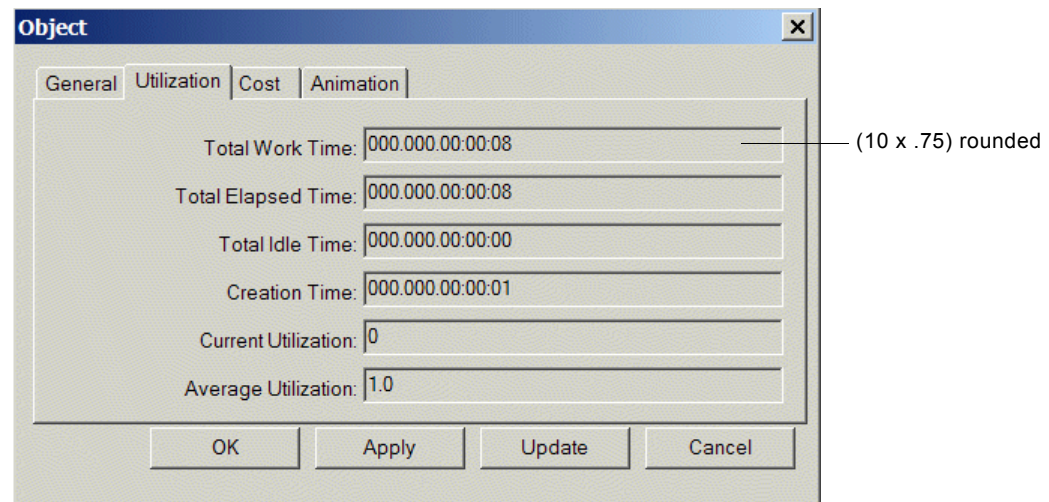 Object
General Utilization Cost Animation
Total Work Time: 000.000.00:00:08 (10 x .75) rounded
Total Elapsed Time: 000.000.00:00:08
Total Idle Time: 000.000.00:00:00
Creation Time: 000.000.00:00:01
Current Utilization: 0
Average Utilization: 1.0
OK Apply Update Cancel